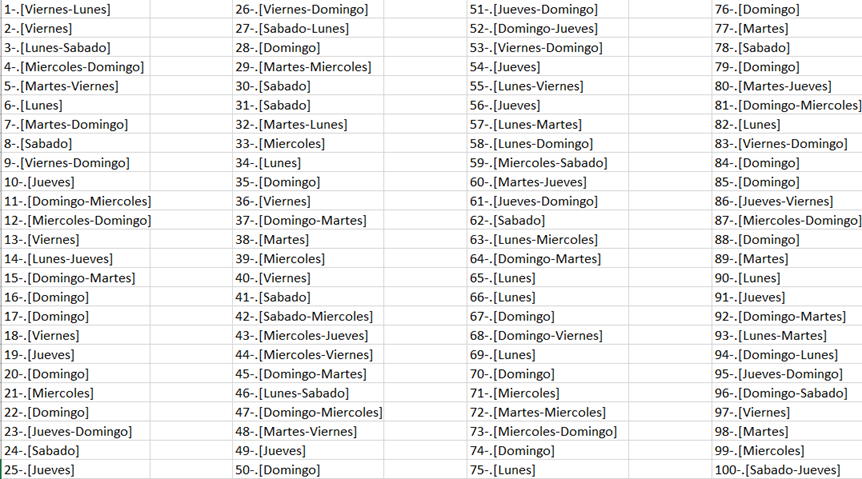 1-.[Viernes-Lunes]
2-.[Viernes]
3-.[Lunes-Sabado]
4-.[Miercoles-Domingo]
5-.[Martes-Viernes]
6-.[Lunes]
7-.[Martes-Domingo]
8-.[Sabado]
9-.[Viernes-Domingo]
10-.[Jueves]
11-.[Domingo-Miercoles]
12-.[Miercoles-Domingo]
13-.[Viernes]
14-.[Lunes-Jueves]
15-.[Domingo-Martes]
16-.[Domingo]
17-.[Domingo]
18-.[Viernes]
19-.[Jueves]
20-.[Domingo]
21-.[Miercoles]
22-.[Domingo]
23-.[Jueves-Domingo]
24-.[Sabado]
25-.[Jueves]
26-.[Viernes-Domingo]
27-.[Sabado-Lunes]
28-.[Domingo]
29-.[Martes-Miercoles]
30-.[Sabado]
31-.[Sabado]
32-.[Martes-Lunes]
33-.[Miercoles]
34-.[Lunes]
35-.[Domingo]
36-.[Viernes]
37-.[Domingo-Martes]
38-.[Martes]
39-.[Miercoles]
40-.[Viernes]
41-.[Sabado]
42-.[Sabado-Miercoles]
43-.[Miercoles-Jueves]
44-.[Miercoles-Viernes]
45-.[Domingo-Martes]
46-.[Lunes-Sabado]
47-.[Domingo-Miercoles]
48-.[Martes-Viernes]
49-.[Jueves]
50-.[Domingo]
51-.[Jueves-Domingo]
52-.[Domingo-Jueves]
53-.[Viernes-Domingo]
54-.[Jueves]
55-.[Lunes-Viernes]
56-.[Jueves]
57-.[Lunes-Martes]
58-.[Lunes-Domingo]
59-.[Miercoles-Sabado]
60-.[Martes-Jueves]
61-.[Jueves-Domingo]
62-.[Sabado]
63-.[Lunes-Miercoles]
64-.[Domingo-Martes]
65-.[Lunes]
66-.[Lunes]
67-.[Domingo]
68-.[Domingo-Viernes]
69-.[Lunes]
70-.[Domingo]
71-.[Miercoles]
72-.[Martes-Miercoles]
73-.[Miercoles-Domingo]
74-.[Domingo]
75-.[Lunes]
76-.[Domingo]
77-.[Martes]
78-.[Sabado]
79-.[Domingo]
80-.[Martes-Jueves]
81-.[Domingo-Miercoles]
82-.[Lunes]
83-.[Viernes-Domingo]
84-.[Domingo]
85-.[Domingo]
86-.[Jueves-Viernes]
87-.[Miercoles-Domingo]
88-.[Domingo]
89-.[Martes]
90-.[Lunes]
91-.[Jueves]
92-.[Domingo-Martes]
93-.[Lunes-Martes]
94-.[Domingo-Lunes]
95-.[Jueves-Domingo]
96-.[Domingo-Sabado]
97-.[Viernes]
98-.[Martes]
99-.[Miercoles]
100-.[Sabado-Jueves]